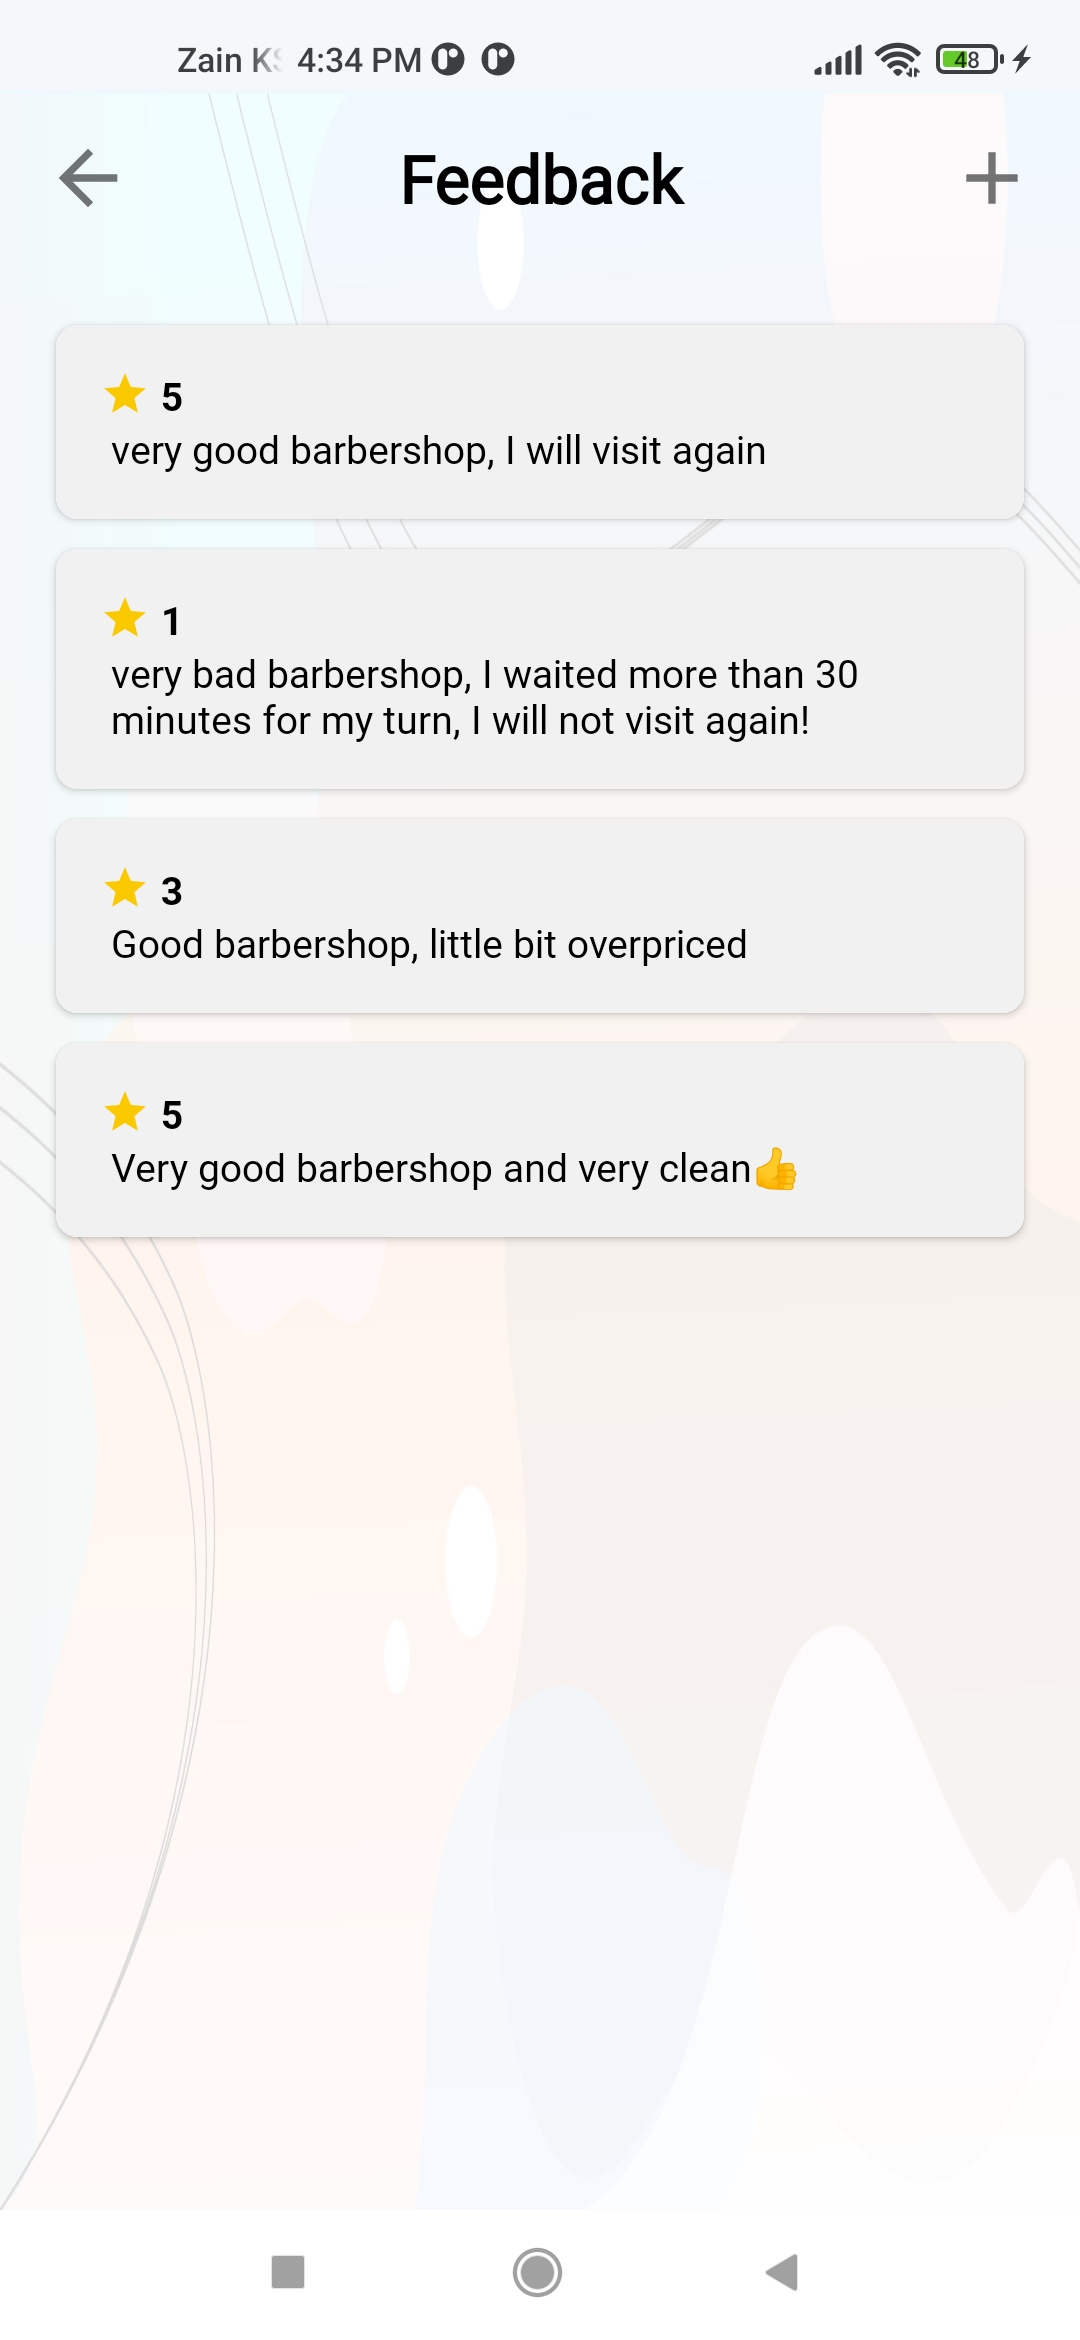 Zain 4:34 PM 48
Feedback
5
very good barbershop, I will visit again
1
very bad barbershop, I waited more than 30
minutes for my turn, I will not visit again!
3
Good barbershop, little bit overpriced
5
Very good barbershop and very clean👍